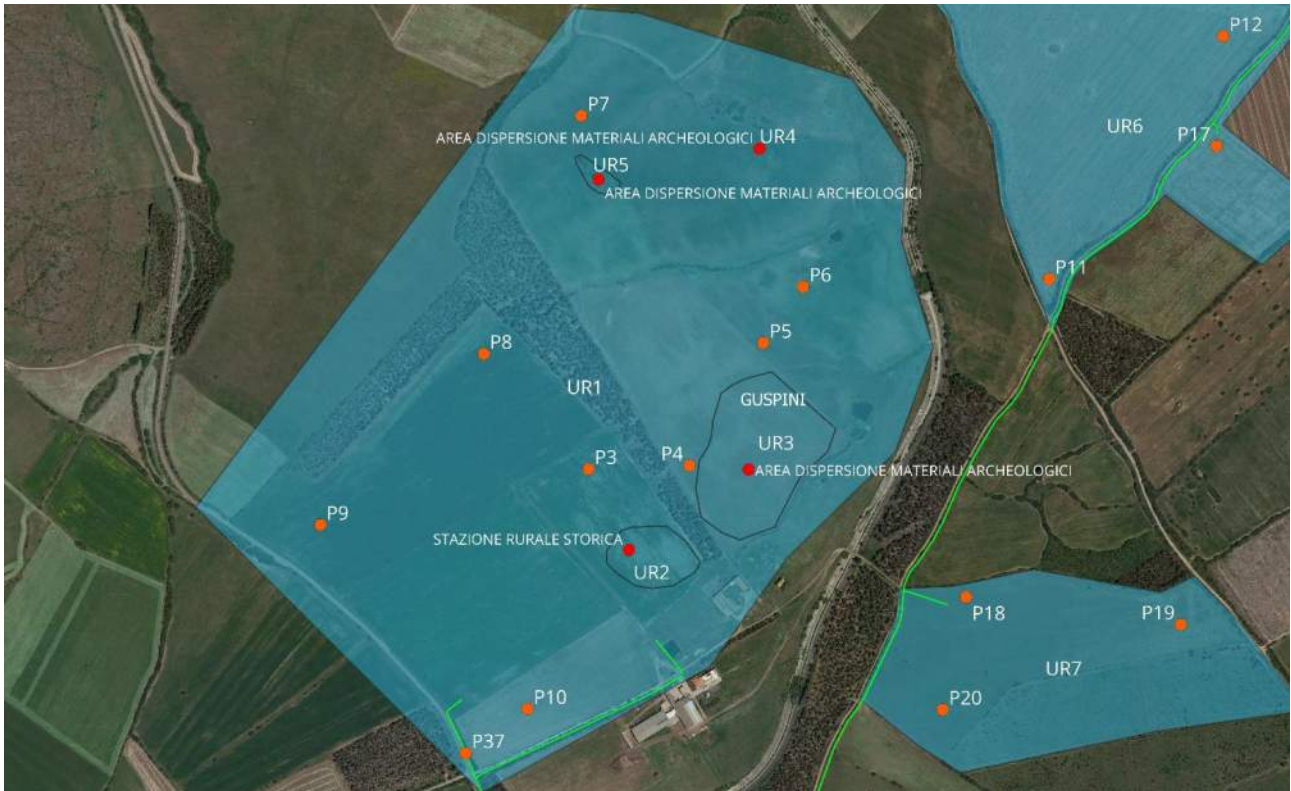 P12
P7
UR6
AREA DISPERSIONE MATERIALI ARCHEOLOGICI
UR4
P17
UR5
AREA DISPERSIONE MATERIALI ARCHEOLOGICI
P6
P11
P8
P5
UR1
GUSPINI
UR3
P3
P4
AREA DISPERSIONE MATERIALI ARCHEOLOGICI
P9
STAZIONE RURALE STORICA
UR2
P18
P19
UR7
P10
P20
P37